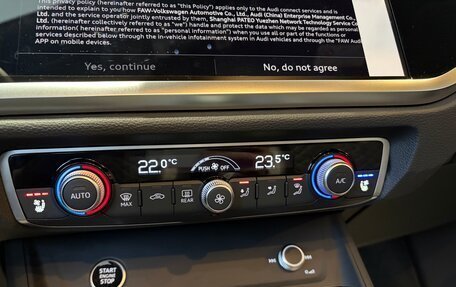 This privacy policy (hereinafter referred to as "this Policy") applies only to the Audi connect services and is
intended to explain to you how FAW-Volkswagen Automotive Co., Ltd., Audi (China) Enterprise Management Co.,
Ltd. and the service operator jointly entrusted by them, Shanghai PATEO Yuezhen Network Technology Service Co.
Ltd. (hereinafter collectively referred to as "we") handle and protect the data which may be regarded as personal
information (hereinafter referred to as "personal information") when you use all or part of the functions or
services described below through the in-vehicle infotainment system in Audi vehicles and through the "FAW Aud
APP on mobile devices
Yes, continue
No, do not agree
22.0°C
PUSH OFF
23.5°C
AUTO
MAX
REAR
A/C
START
ENGINE
STOP